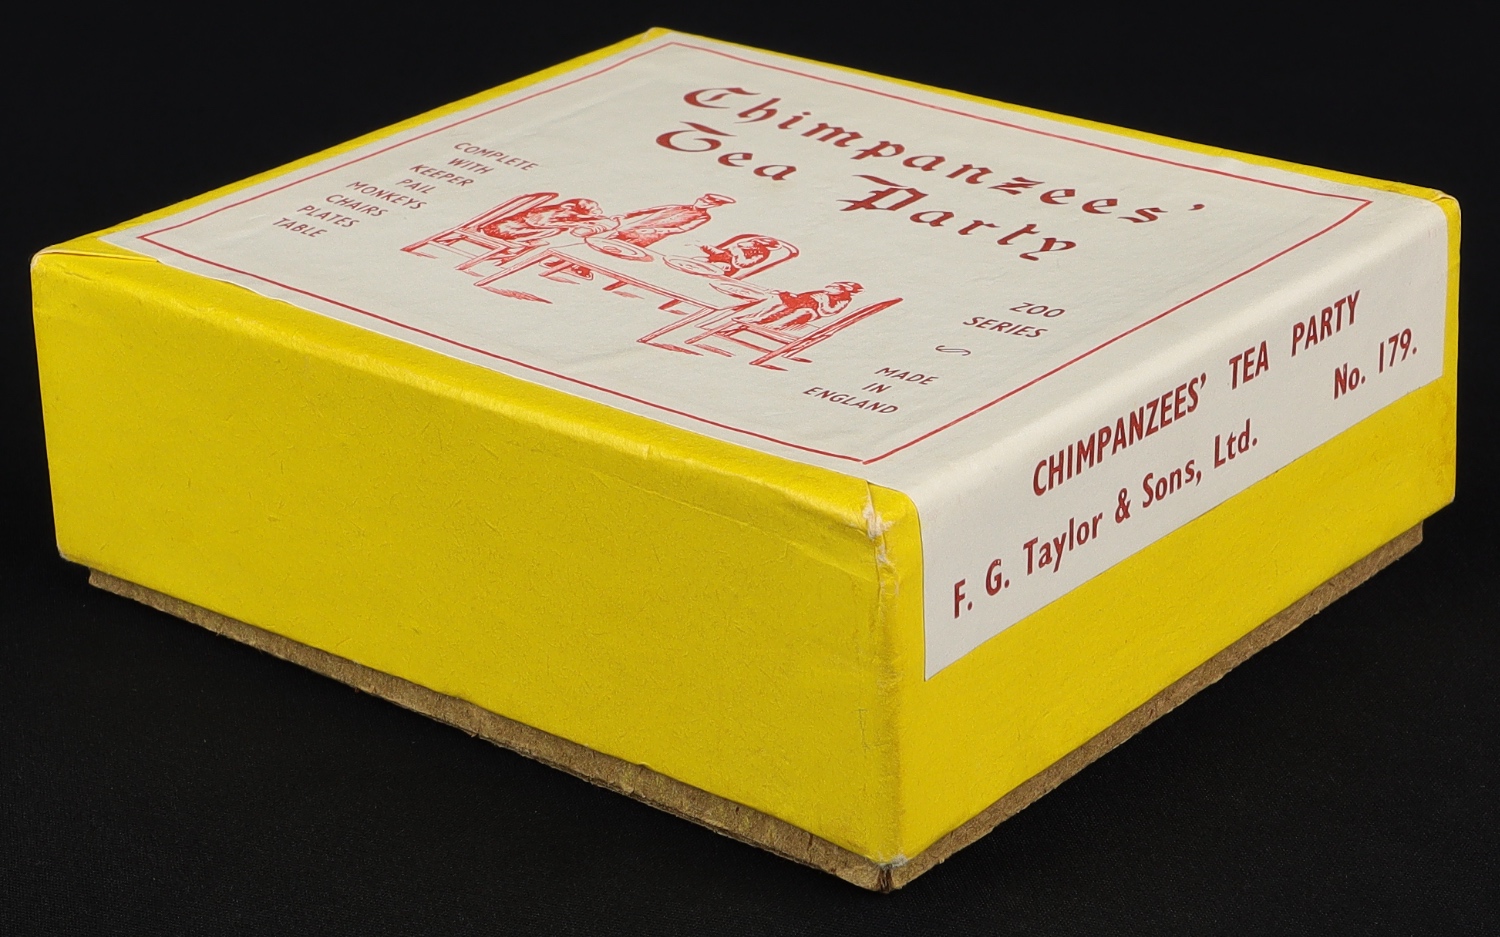 Chimpanzees'
Tea Party
COMPLETE
WITH
KEEPER
PAIL
MONKEYS
CHAIRS
PLATES
TABLE
ZOO
SERIES
MADE
IN
ENGLAND
CHIMPANZEES' TEA PARTY
F. G. Taylor & Sons, Ltd. No. 179.